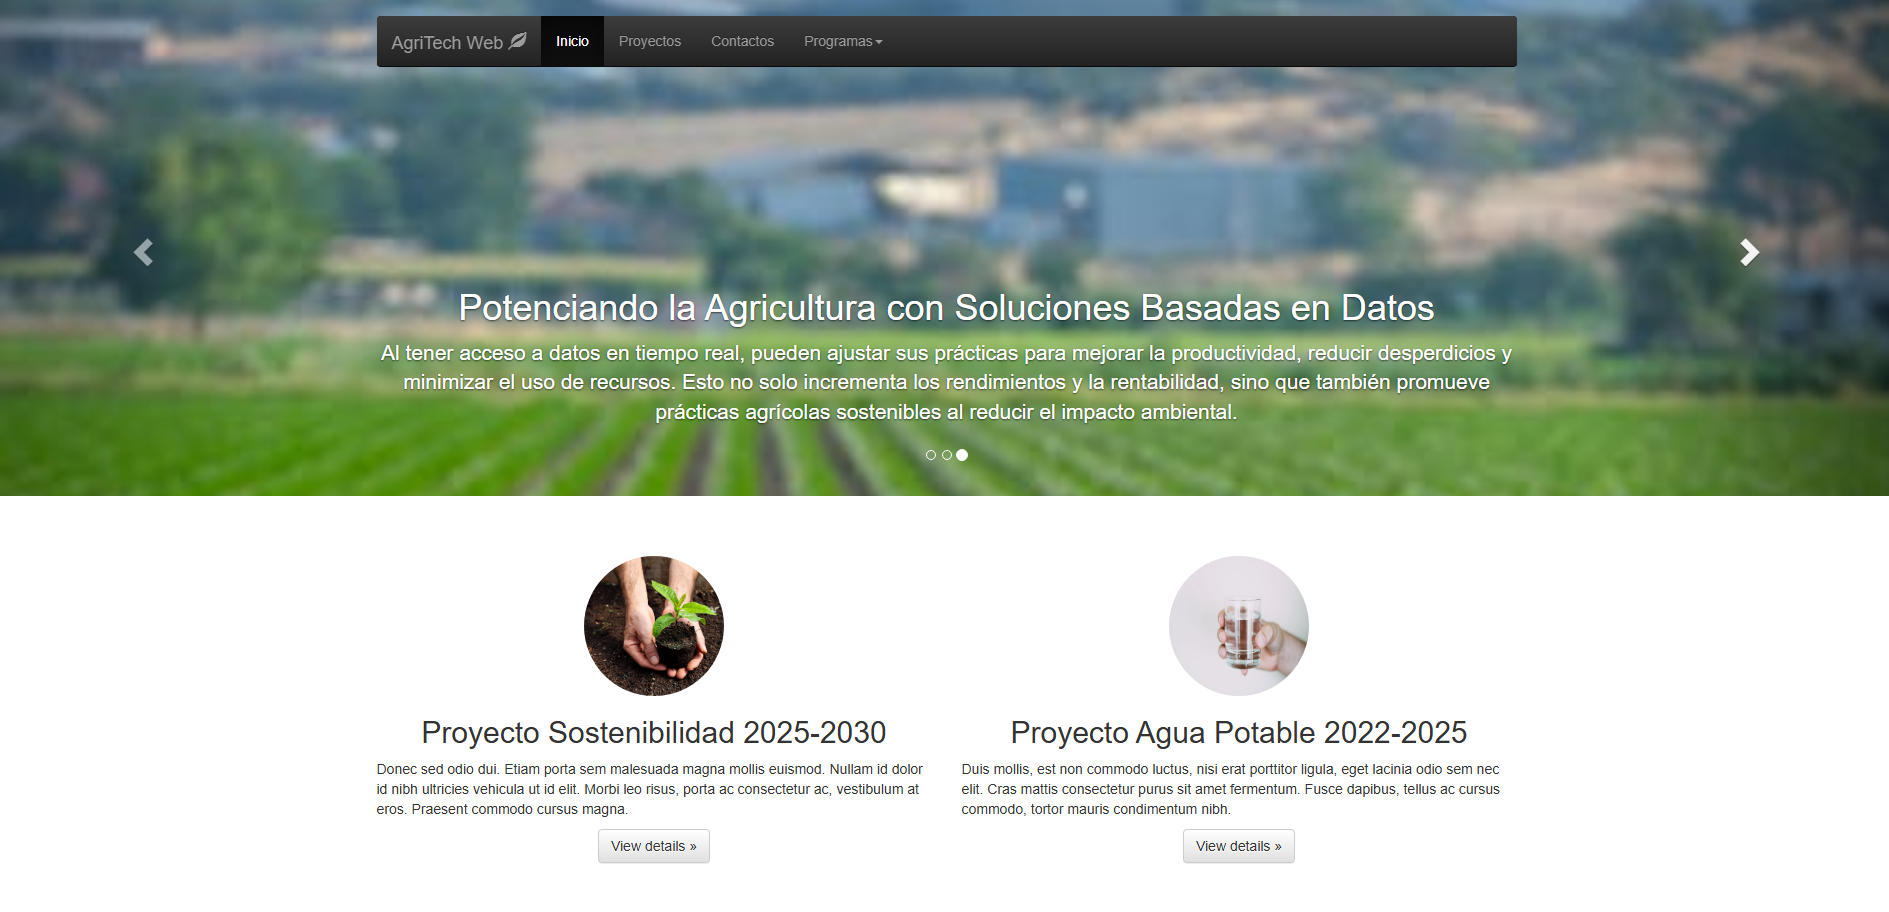 AgriTech Web
Inicio
Proyectos
Contactos
Programas
Potenciando la Agricultura con Soluciones Basadas en Datos
Al tener acceso a datos en tiempo real, pueden ajustar sus prácticas para mejorar la productividad, reducir desperdicios y
minimizar el uso de recursos. Esto no solo incrementa los rendimientos y la rentabilidad, sino que también promueve
prácticas agrícolas sostenibles al reducir el impacto ambiental.
Proyecto Sostenibilidad 2025-2030
Donec sed odio dui. Etiam porta sem malesuada magna mollis euismod. Nullam id dolor
id nibh ultricies vehicula ut id elit. Morbi leo risus, porta ac consectetur ac, vestibulum at
eros. Praesent commodo cursus magna.
View details »
Proyecto Agua Potable 2022-2025
Duis mollis, est non commodo luctus, nisi erat porttitor ligula, eget lacinia odio sem nec
elit. Cras mattis consectetur purus sit amet fermentum. Fusce dapibus, tellus ac cursus
commodo, tortor mauris condimentum nibh.
View details »